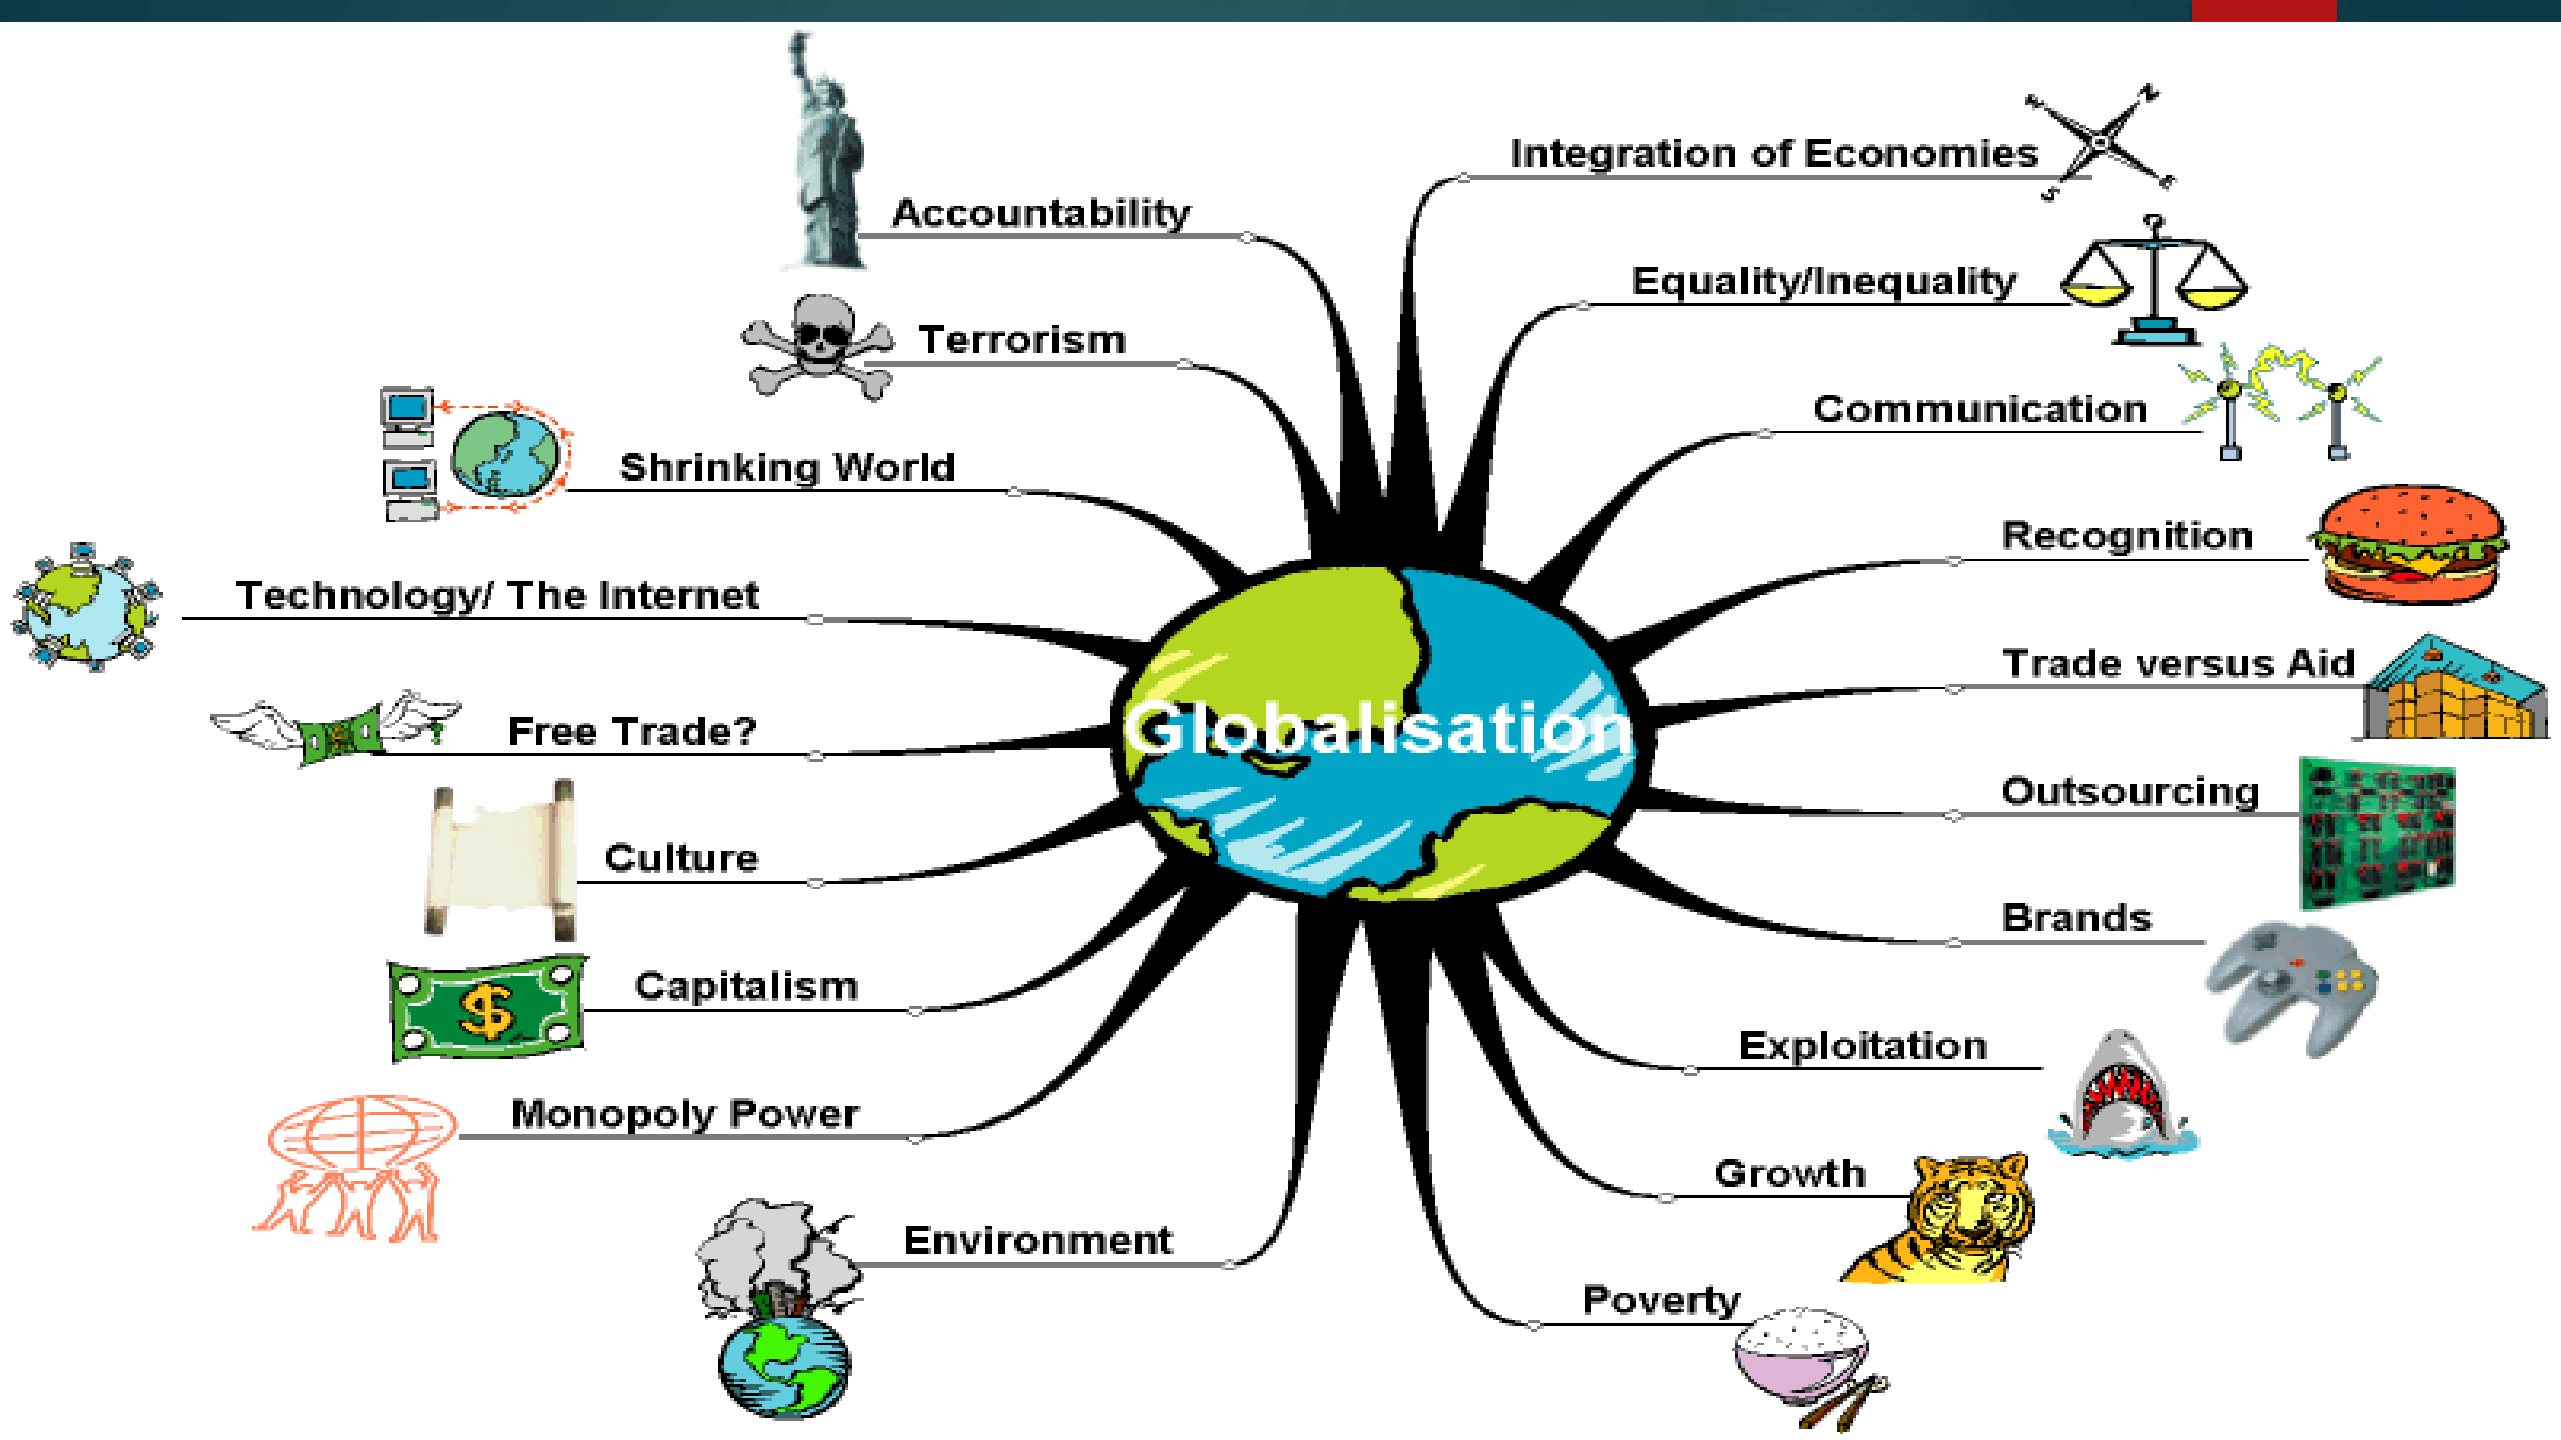 Integration of Economies
Accountability
Equality/Inequality
Terrorism
Communication
Shrinking World
Recognition
Technology/ The Internet
Trade versus Aid
Globalisation
Free Trade?
Outsourcing
Culture
Brands
Capitalism
Exploitation
Monopoly Power
Growth
Environment
Poverty
N
S
E
?
$
?
$